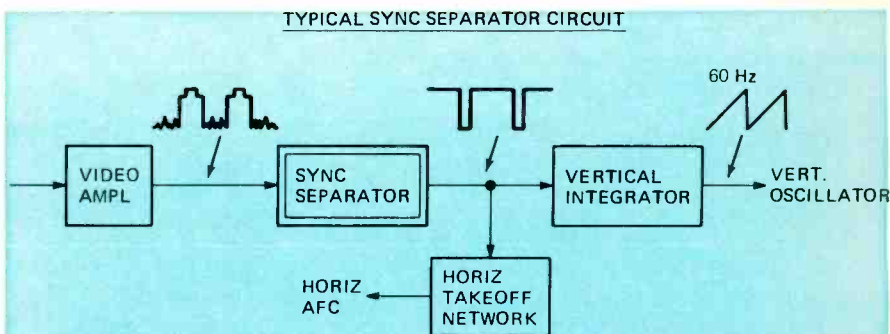 TYPICAL SYNC SEPARATOR CIRCUIT
60 Hz
VIDEO
AMPL
SYNC
SEPARATOR
VERTICAL
INTEGRATOR
VERT.
OSCILLATOR
HORIZ
AFC
HORIZ
TAKEOFF
NETWORK